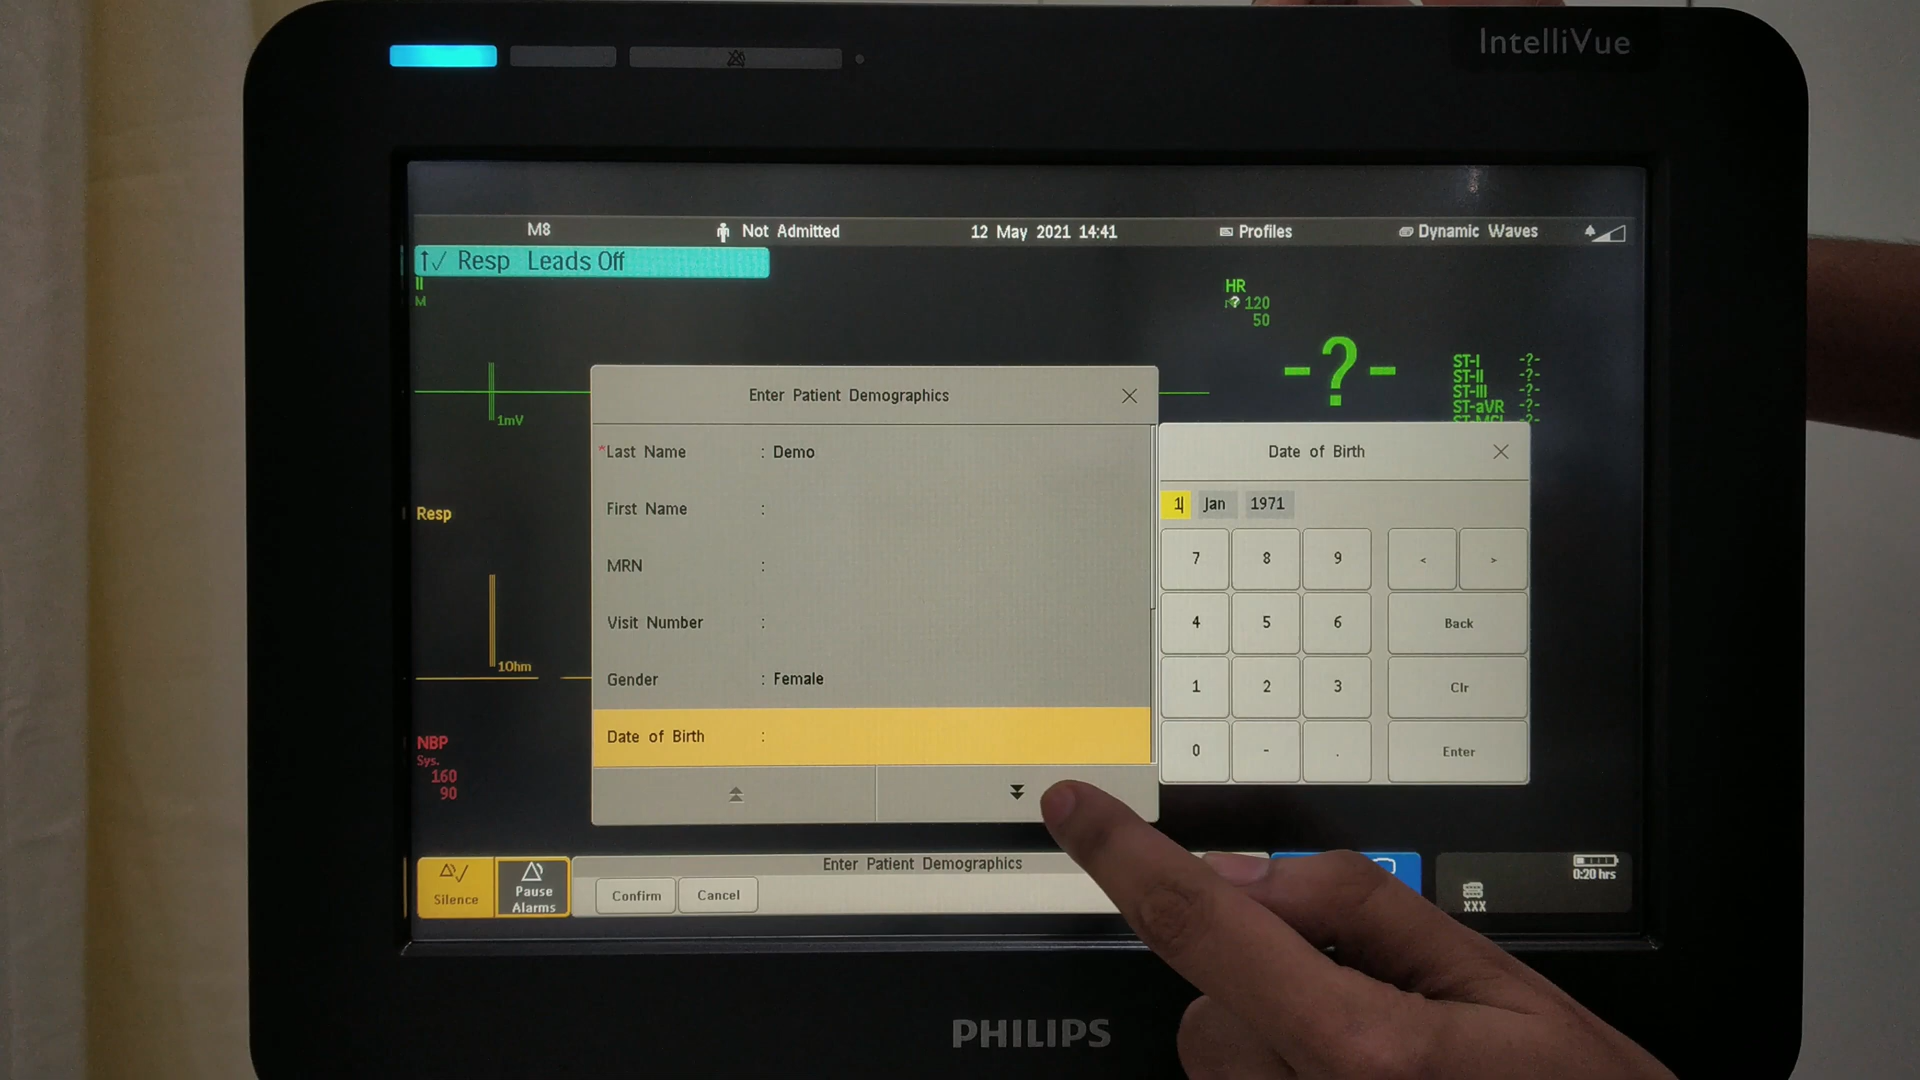 IntelliVue
M8 Not Admitted 12 May 2021 14:41 Profiles Dynamic Waves
↑✓ Resp Leads Off
II
M
1mV
HR
120
50
-?-
ST-I -?-
ST-II -?-
ST-III -?-
ST-aVR -?-
Enter Patient Demographics
*Last Name : Demo
First Name :
MRN :
Visit Number :
Gender : Female
Date of Birth :
Date of Birth
1 Jan 1971
7 8 9 < >
4 5 6 Back
1 2 3 Clr
0 - . Enter
Resp
1Ohm
NBP
Sys.
160
90
Silence
Pause
Alarms
Enter Patient Demographics
Confirm Cancel
0:20 hrs
XXX
PHILIPS